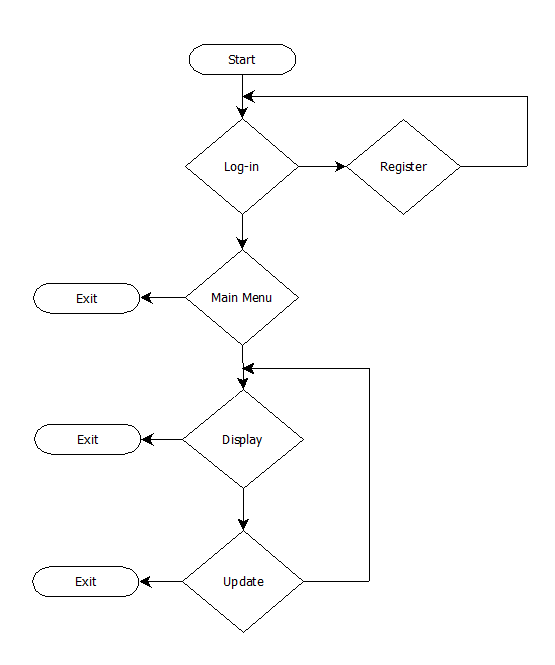 Start
Log-in
Register
Main Menu
Exit
Display
Exit
Update
Exit